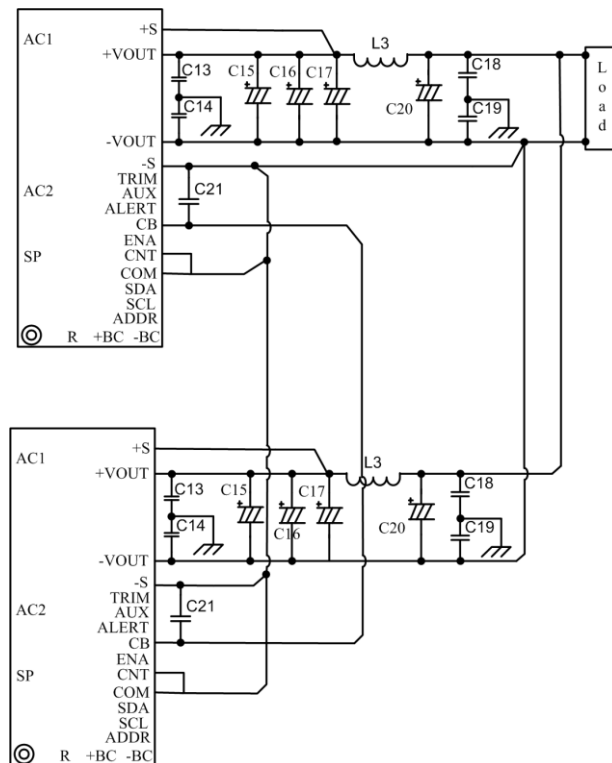 +S
AC1
+VOUT
L3
C13
C15
C16
C17
C18
C14
C20
C19
Load
-VOUT
-S
TRIM
AC2
AUX
C21
ALERT
CB
ENA
SP
CNT
COM
SDA
SCL
ADDR
R +BC -BC
+S
AC1
+VOUT
L3
C13
C15
C17
C18
C14
C16
C20
C19
-VOUT
-S
TRIM
AC2
AUX
C21
ALERT
CB
ENA
SP
CNT
COM
SDA
SCL
ADDR
R +BC -BC